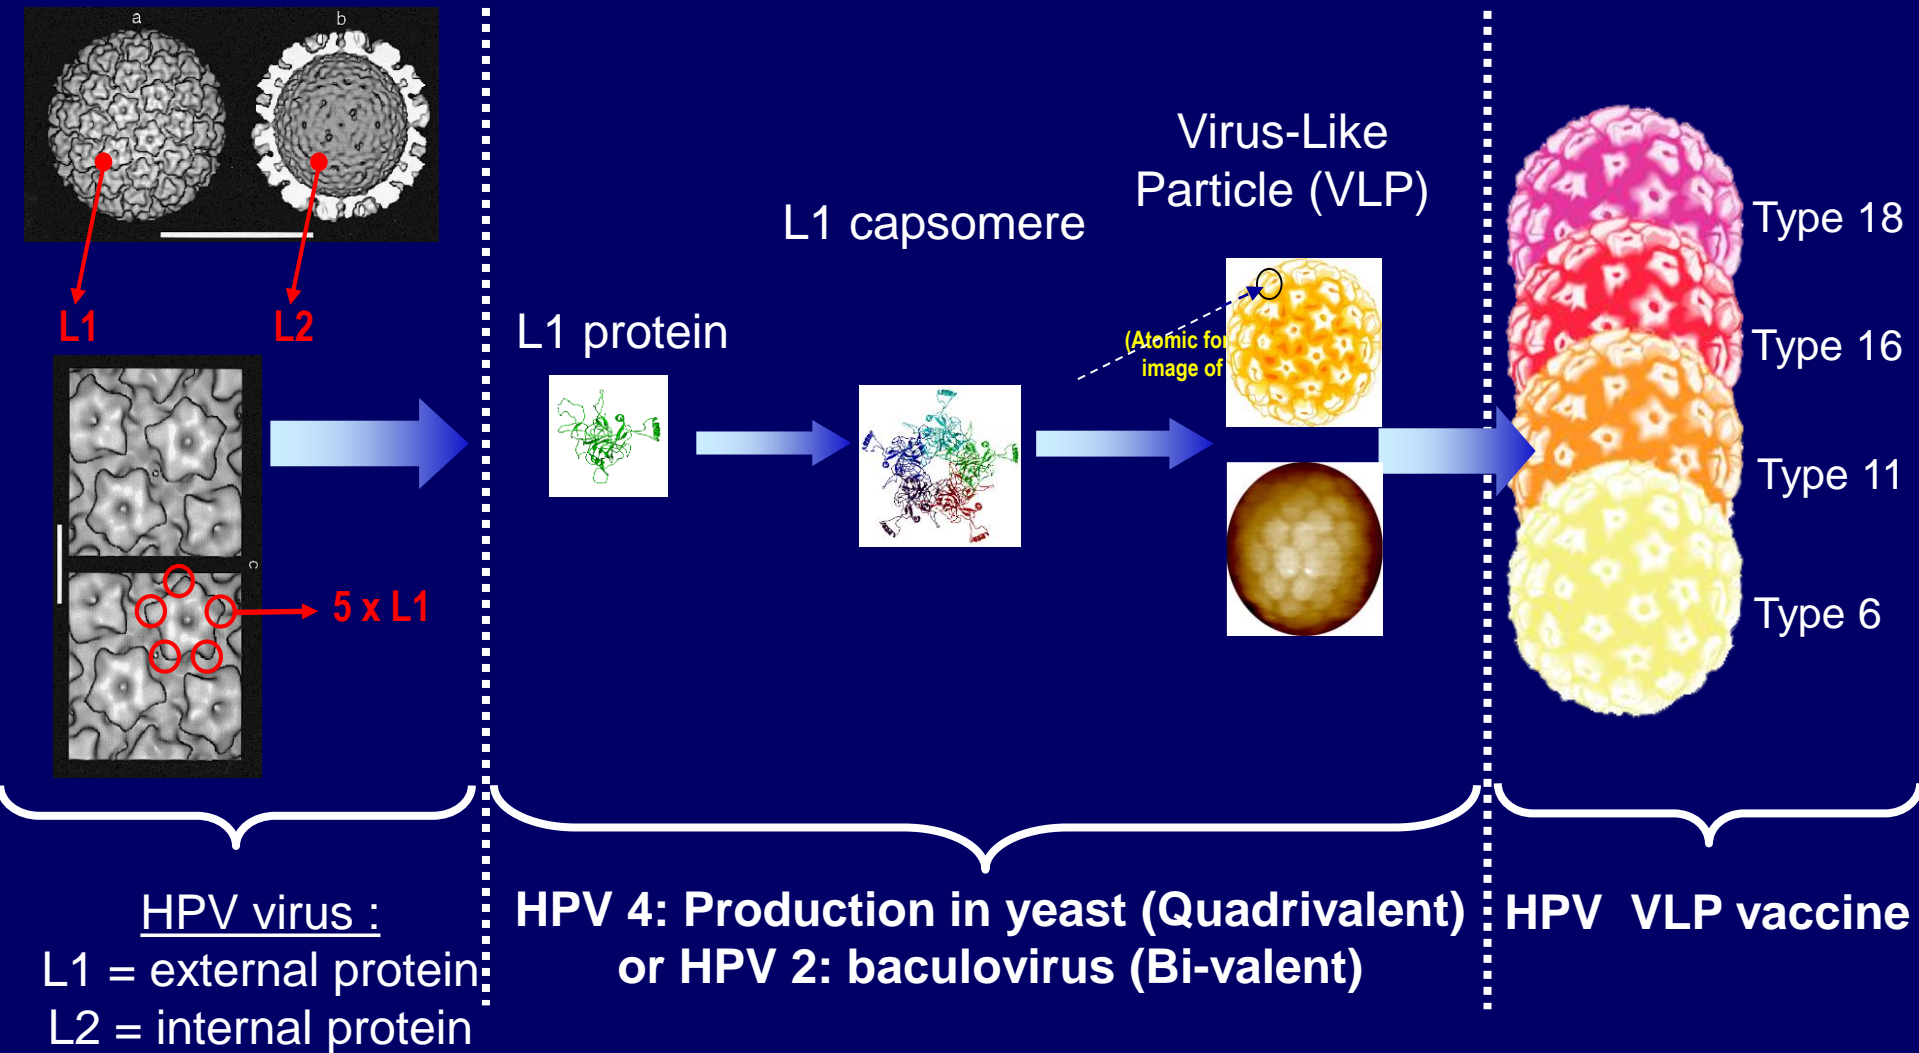 a
b
L1
L2
c
5 x L1
HPV virus :
L1 = external protein
L2 = internal protein
L1 protein
L1 capsomere
Virus-Like
Particle (VLP)
(Atomic
image of
HPV 4: Production in yeast (Quadrivalent)
or HPV 2: baculovirus (Bi-valent)
Type 18
Type 16
Type 11
Type 6
HPV VLP vaccine